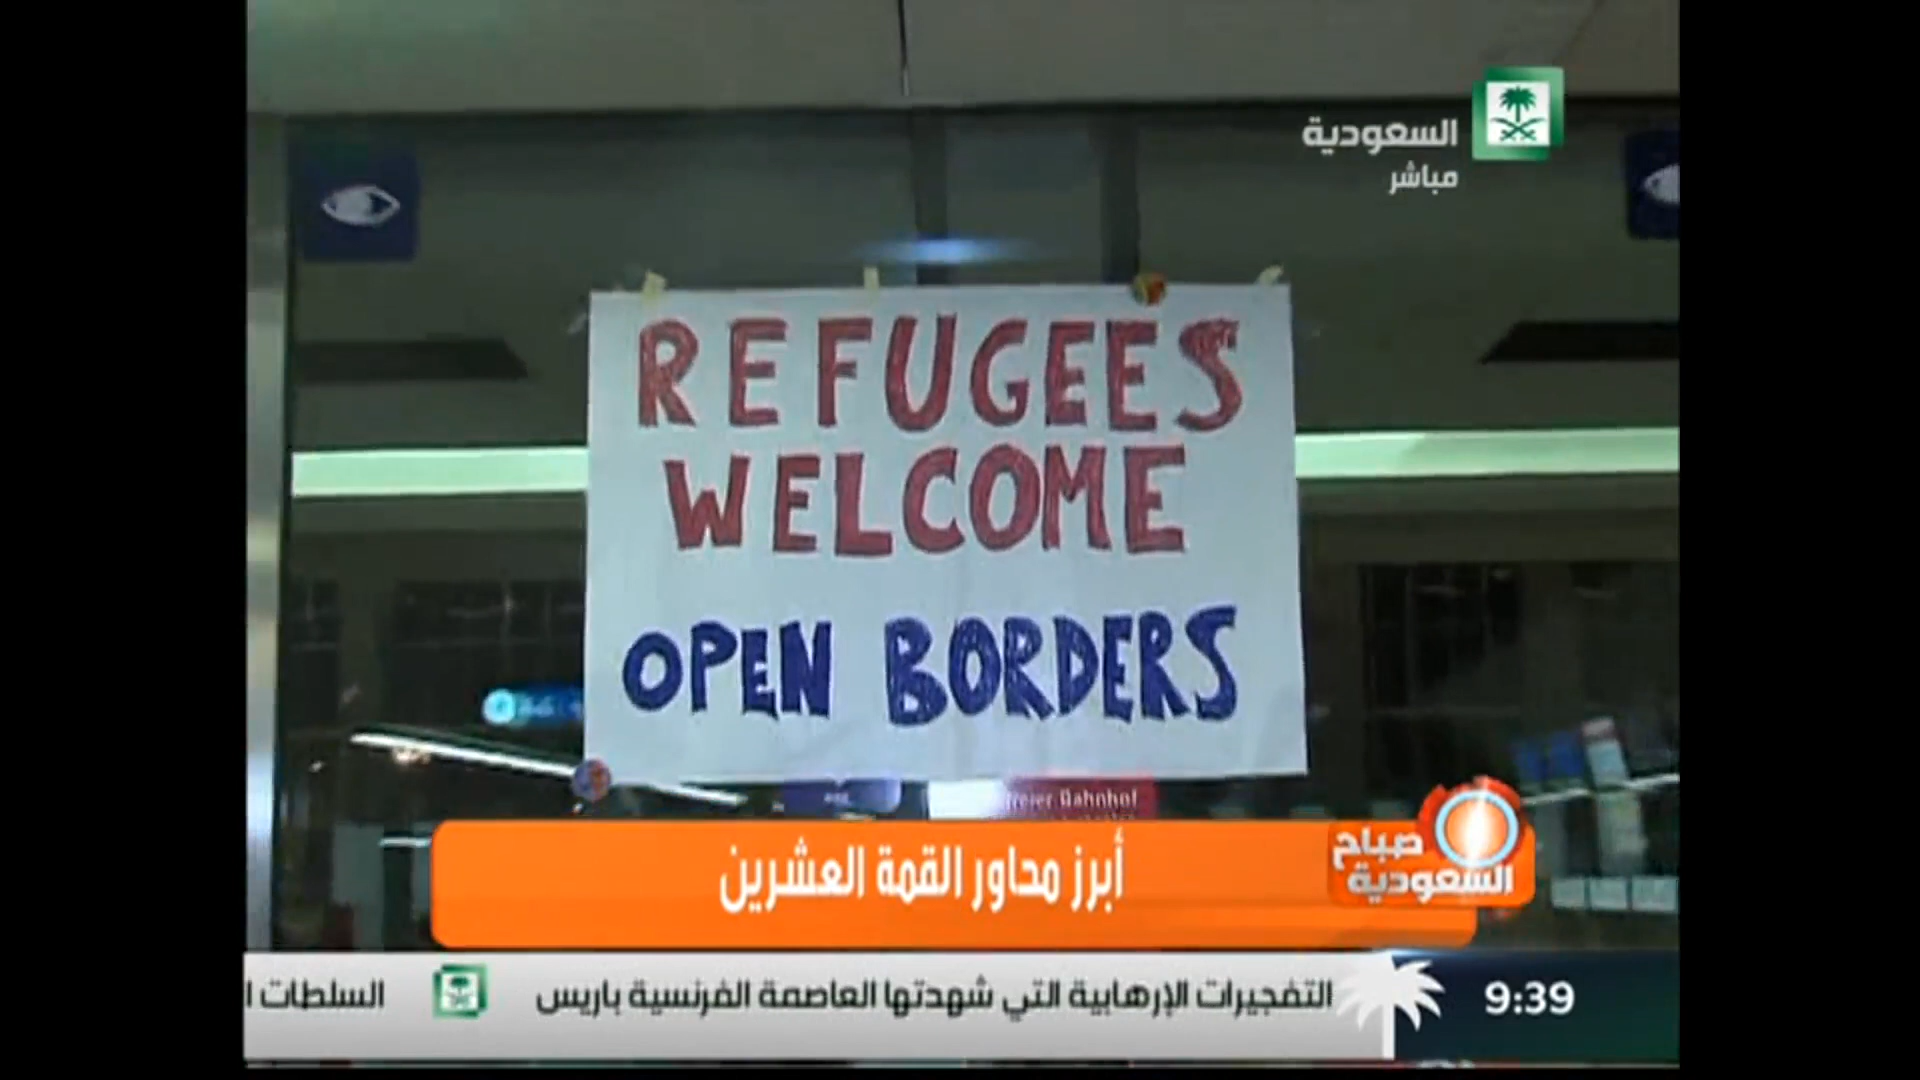 السعودية
مباشر
REFUGEES
WELCOME
OPEN BORDERS
Bahnhof
أبرز محاور القمة العشرين
صباح
السعودية
التفجيرات الإرهابية التي شهدتها العاصمة الفرنسية باريس
السلطات ا
9:39